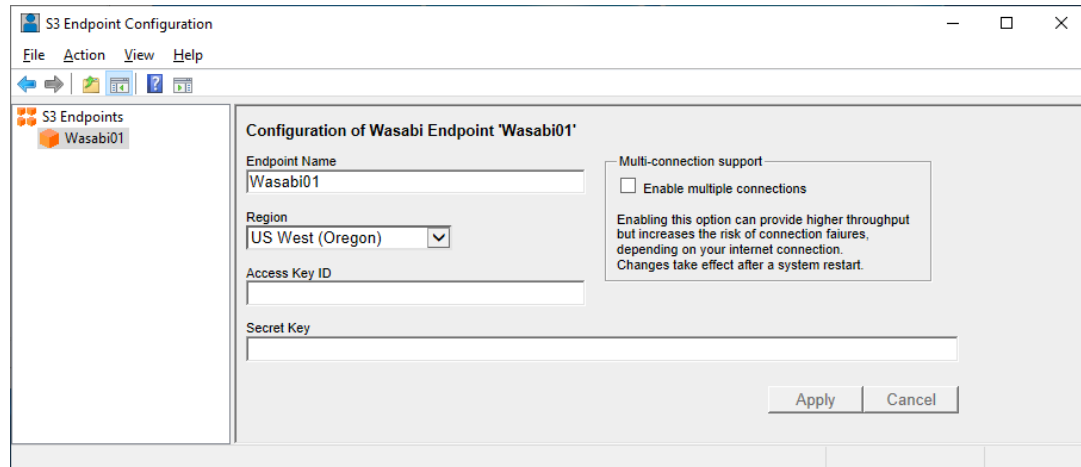 S3 Endpoint Configuration
File Action View Help
S3 Endpoints
Wasabi01
Configuration of Wasabi Endpoint 'Wasabi01'
Endpoint Name
Wasabi01
Region
US West (Oregon)
Access Key ID
Secret Key
Multi-connection support
Enable multiple connections
Enabling this option can provide higher throughput
but increases the risk of connection faiures,
depending on your internet connection.
Changes take effect after a system restart.
Apply Cancel